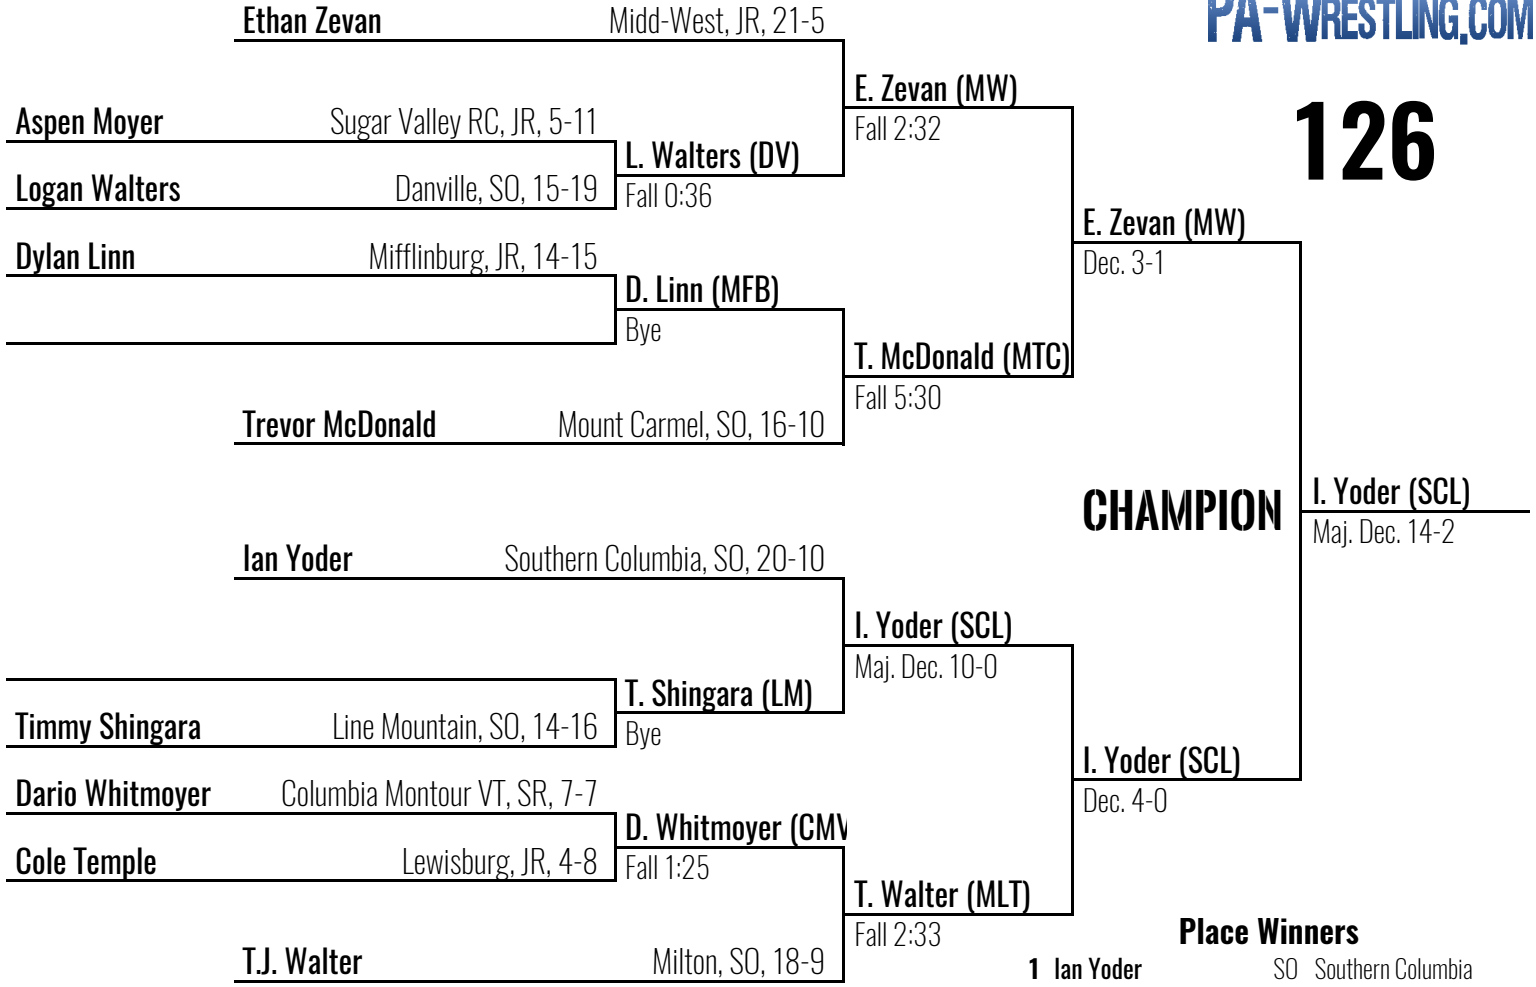 PA-WRESTLING.COM
126
Ethan Zevan Midd-West, JR, 21-5
E. Zevan (MW)
Fall 2:32
Aspen Moyer Sugar Valley RC, JR, 5-11
L. Walters (DV)
Fall 0:36
Logan Walters Danville, SO, 15-19
E. Zevan (MW)
Dec. 3-1
Dylan Linn Mifflinburg, JR, 14-15
D. Linn (MFB)
Bye
T. McDonald (MTC)
Fall 5:30
Trevor McDonald Mount Carmel, SO, 16-10
CHAMPION
I. Yoder (SCL)
Maj. Dec. 14-2
Ian Yoder Southern Columbia, SO, 20-10
I. Yoder (SCL)
Maj. Dec. 10-0
T. Shingara (LM)
Bye
Timmy Shingara Line Mountain, SO, 14-16
I. Yoder (SCL)
Dec. 4-0
Dario Whitmoyer Columbia Montour VT, SR, 7-7
D. Whitmoyer (CMV
Fall 1:25
Cole Temple Lewisburg, JR, 4-8
T. Walter (MLT)
Fall 2:33
T.J. Walter Milton, SO, 18-9
Place Winners
1 Ian Yoder SO Southern Columbia